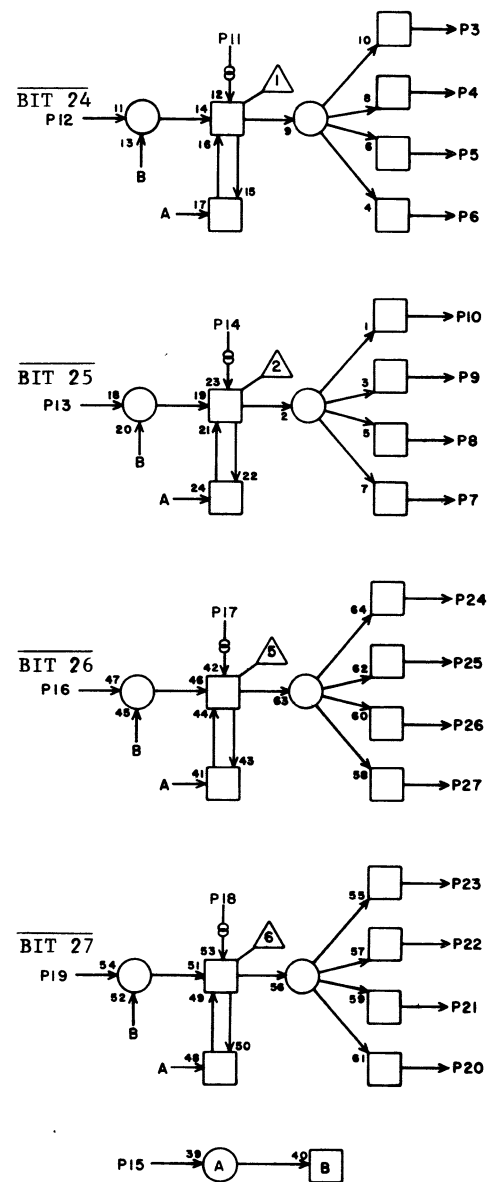 P11
10
P3
1
BIT 24
12
8
P4
P12
11
14
9
13
16
6
P5
B
15
A
17
4
P6
P14
1
P10
2
BIT 25
23
3
P9
P13
18
19
2
20
21
5
P8
B
22
A
24
7
P7
P17
64
P24
5
BIT 26
42
62
P25
P16
47
46
63
45
44
60
P26
B
43
A
41
58
P27
P18
55
P23
6
BIT 27
53
57
P22
P19
54
51
56
52
49
59
P21
B
50
A
48
61
P20
P15
39
A
40
B